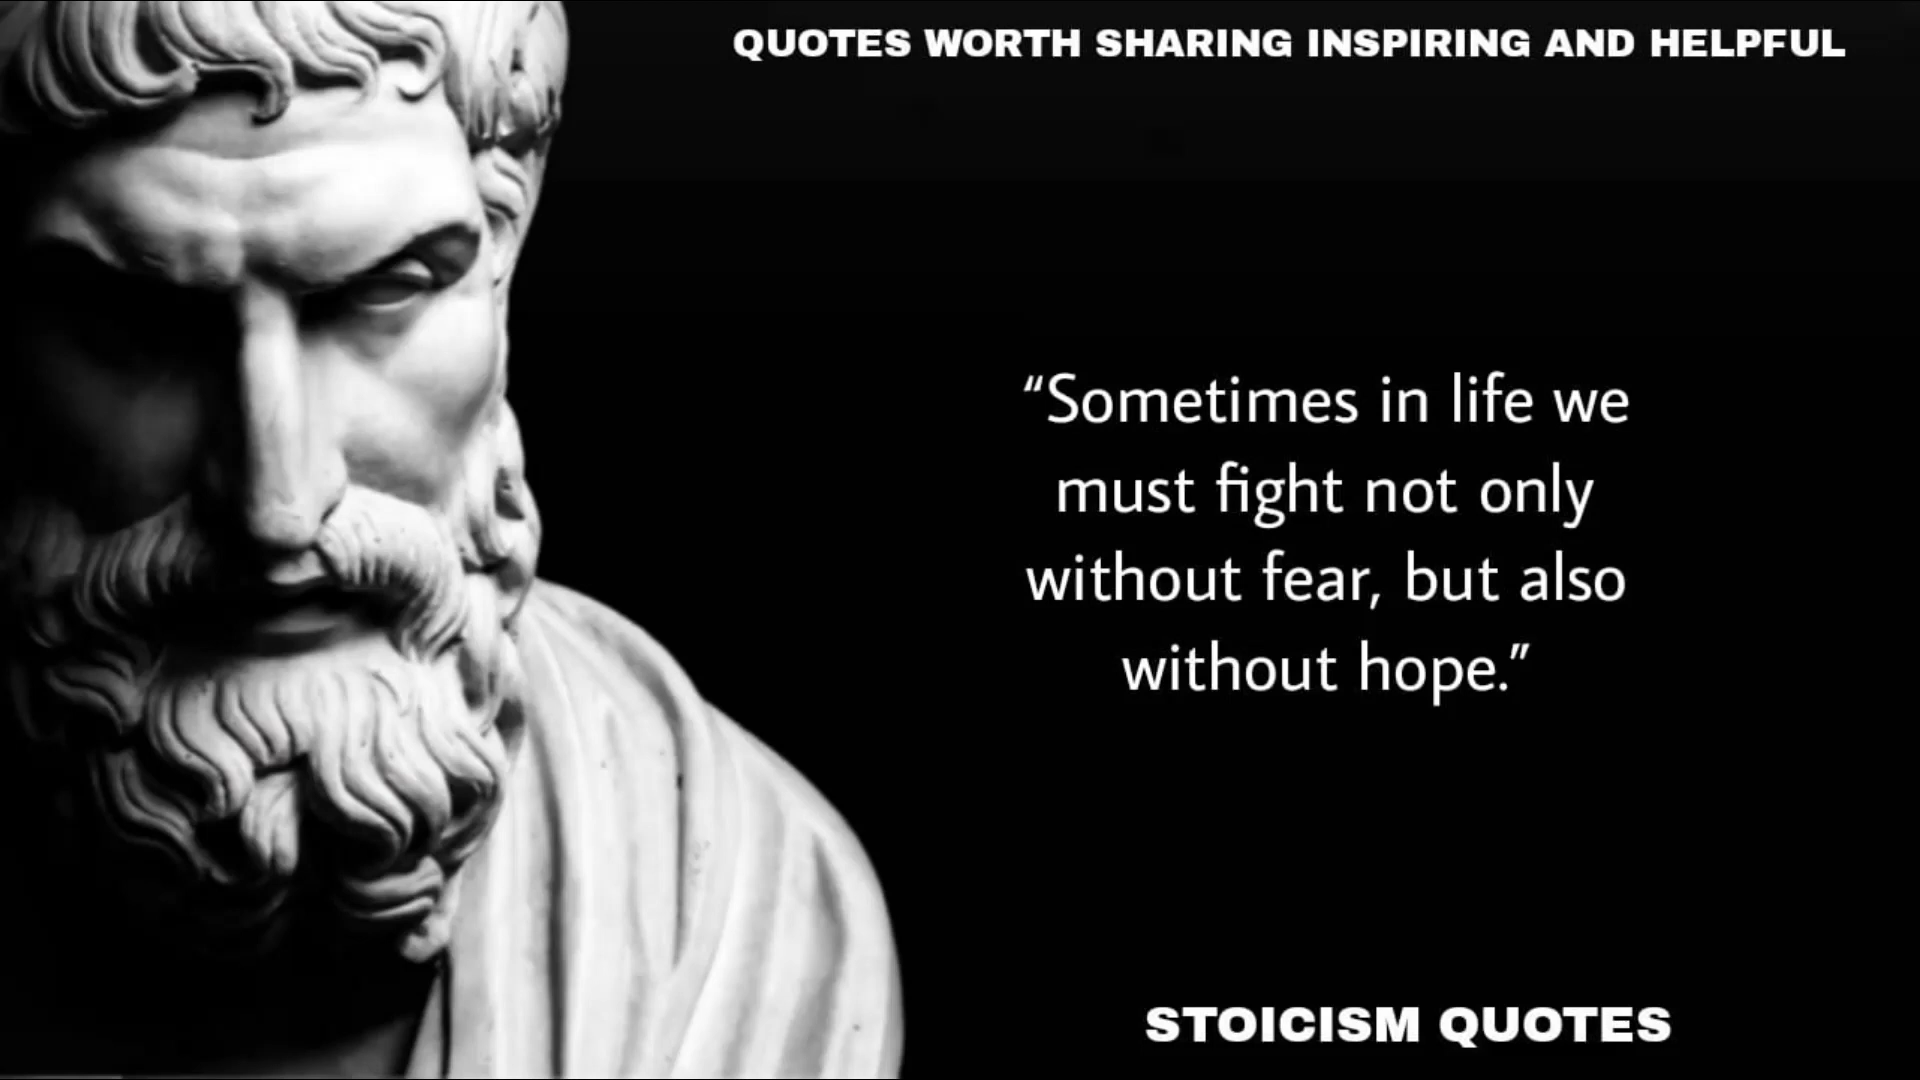 QUOTES WORTH SHARING INSPIRING AND HELPFUL
“Sometimes in life we
must fight not only
without fear, but also
without hope.”
STOICISM QUOTES